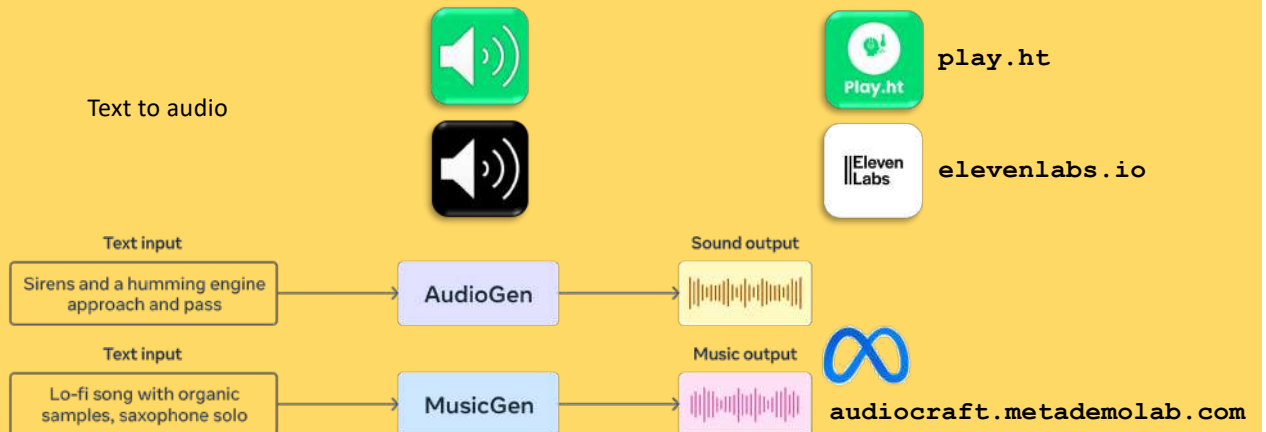 Play.ht
play.ht
Text to audio
||Eleven
Labs
elevenlabs.io
Text input
Sound output
Sirens and a humming engine
approach and pass
AudioGen
Text input
Music output
Lo-fi song with organic
samples, saxophone solo
MusicGen
audiocraft.metademolab.com